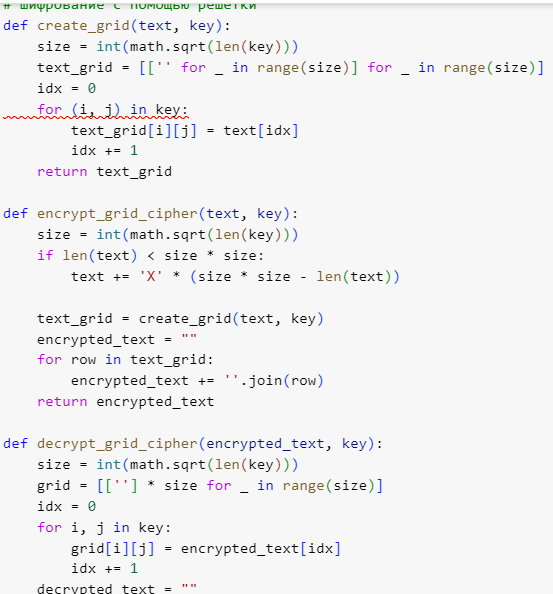 # шифрование с помощью решетки
def create_grid(text, key):
    size = int(math.sqrt(len(key)))
    text_grid = [['' for _ in range(size)] for _ in range(size)]
    idx = 0
    for (i, j) in key:
        text_grid[i][j] = text[idx]
        idx += 1
    return text_grid

def encrypt_grid_cipher(text, key):
    size = int(math.sqrt(len(key)))
    if len(text) < size * size:
        text += 'X' * (size * size - len(text))

    text_grid = create_grid(text, key)
    encrypted_text = ""
    for row in text_grid:
        encrypted_text += ''.join(row)
    return encrypted_text

def decrypt_grid_cipher(encrypted_text, key):
    size = int(math.sqrt(len(key)))
    grid = [[''] * size for _ in range(size)]
    idx = 0
    for i, j in key:
        grid[i][j] = encrypted_text[idx]
        idx += 1
    decrypted_text = ""